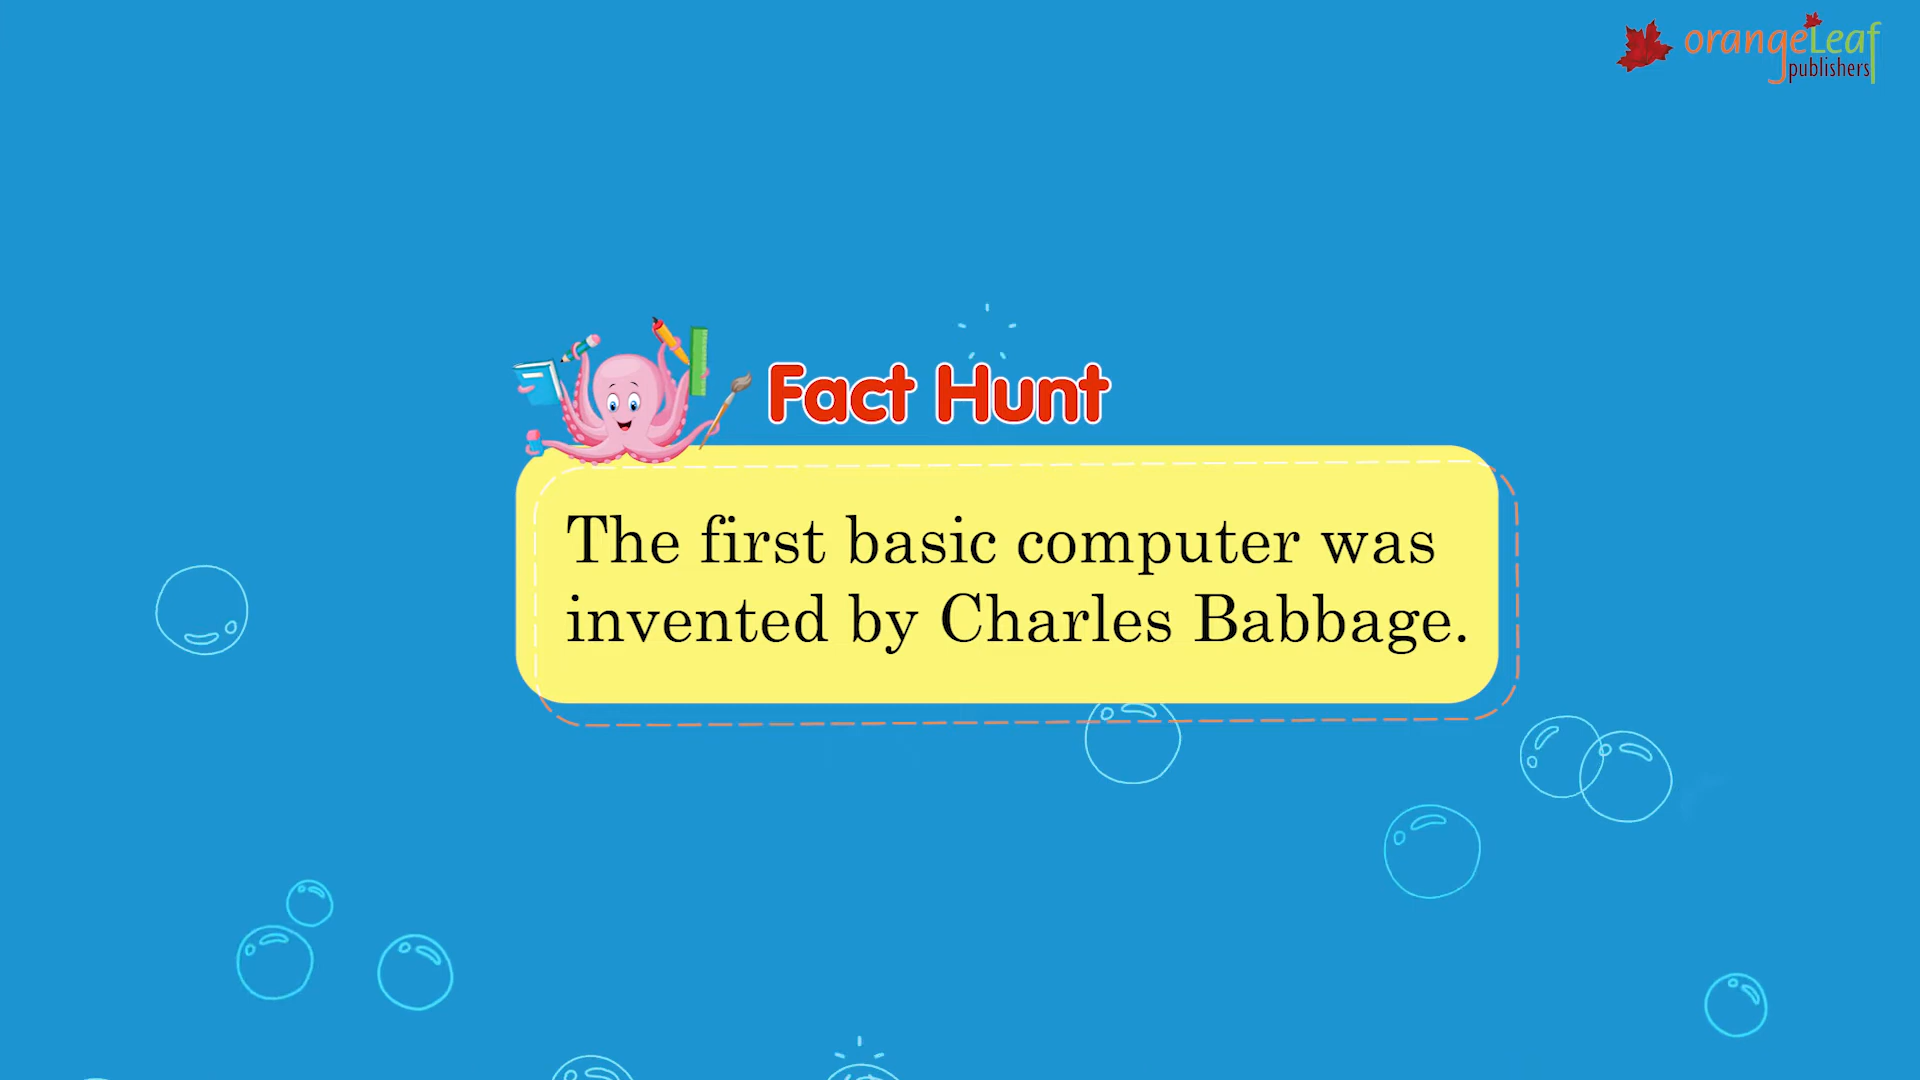 orangeLeaf
publishers
Fact Hunt
The first basic computer was
invented by Charles Babbage.